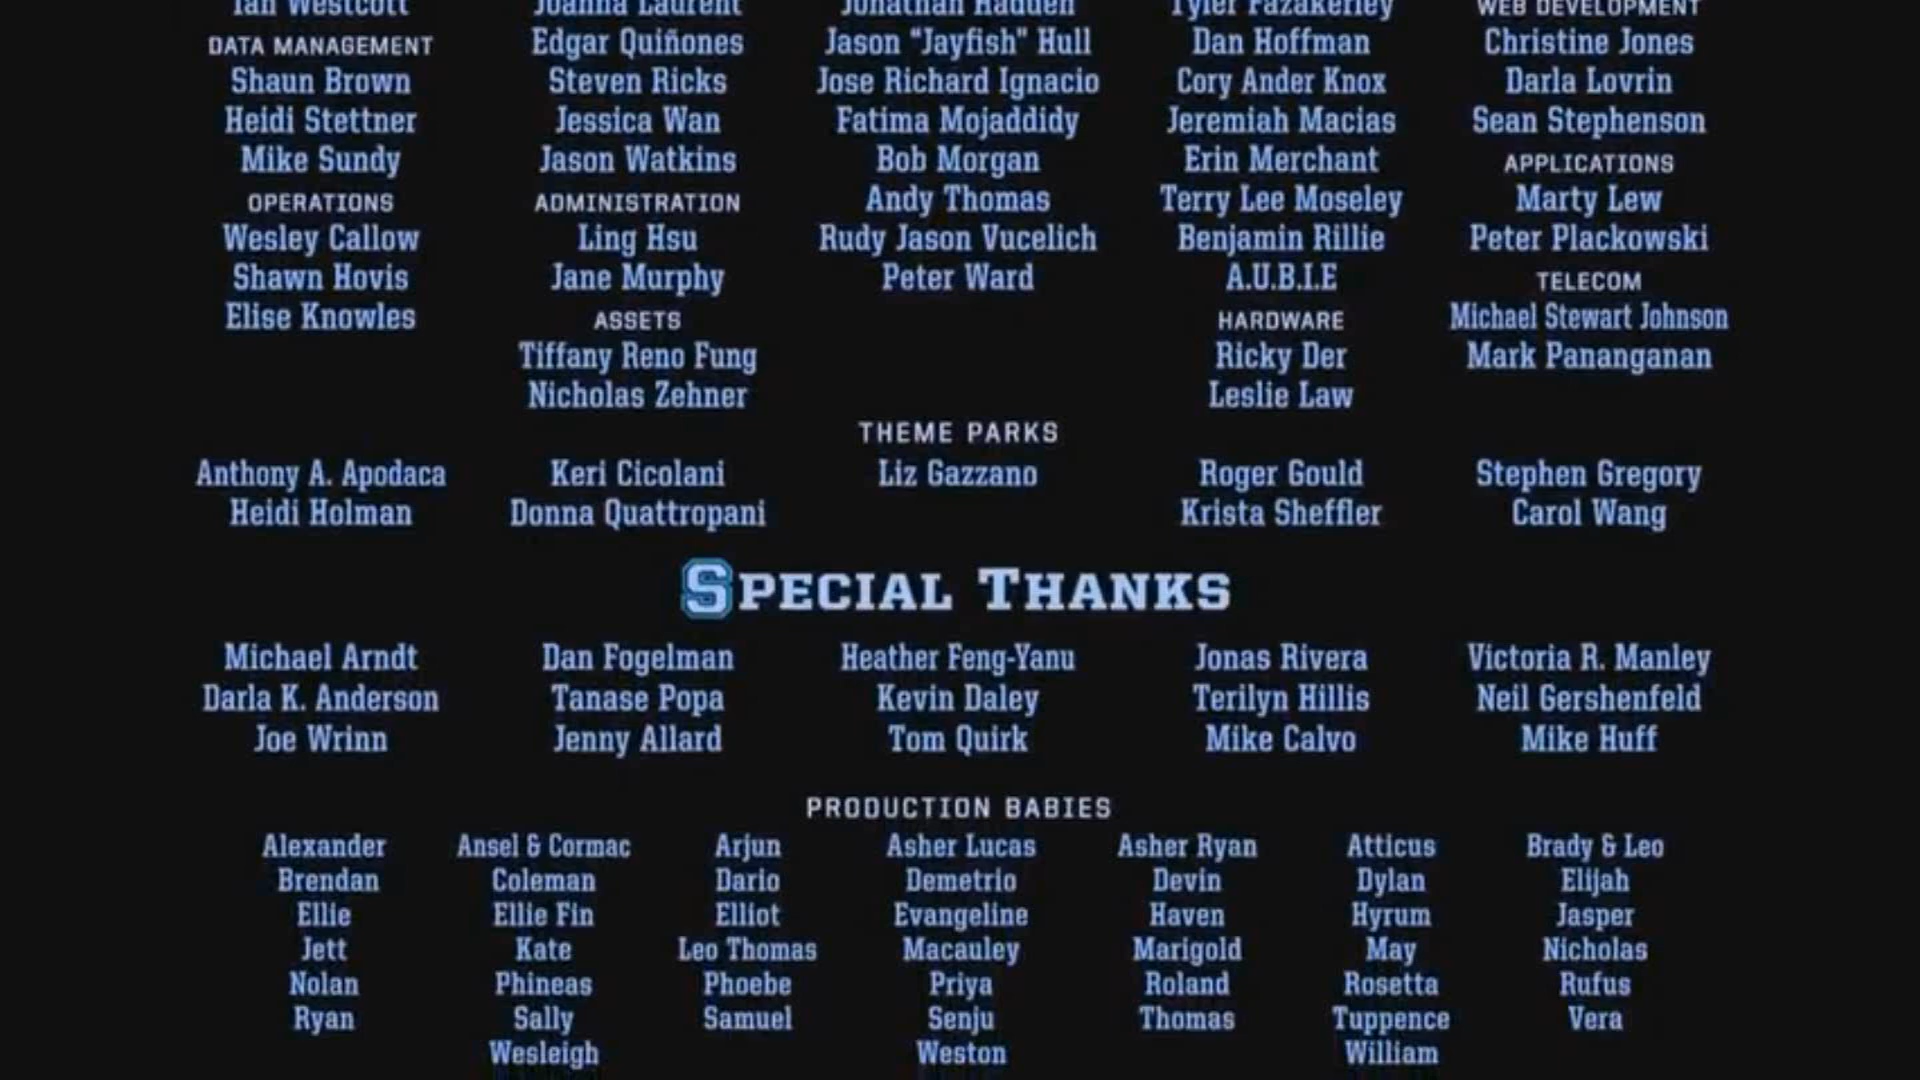 Ian Westcott Joanna Laurent Jonathan Hadden Tyler Fazakerley WEB DEVELOPMENT
DATA MANAGEMENT Edgar Quiñones Jason “Jayfish” Hull Dan Hoffman Christine Jones
Shaun Brown Steven Ricks Jose Richard Ignacio Cory Ander Knox Darla Lovrin
Heidi Stettner Jessica Wan Fatima Mojaddidy Jeremiah Macias Sean Stephenson
Mike Sundy Jason Watkins Bob Morgan Erin Merchant APPLICATIONS
OPERATIONS ADMINISTRATION Andy Thomas Terry Lee Moseley Marty Lew
Wesley Callow Ling Hsu Rudy Jason Vucelich Benjamin Rillie Peter Plackowski
Shawn Hovis Jane Murphy Peter Ward A.U.B.I.E TELECOM
Elise Knowles ASSETS HARDWARE Michael Stewart Johnson
Tiffany Reno Fung Ricky Der Mark Pananganan
Nicholas Zehner Leslie Law
THEME PARKS
Anthony A. Apodaca Keri Cicolani Liz Gazzano Roger Gould Stephen Gregory
Heidi Holman Donna Quattropani Krista Sheffler Carol Wang
SPECIAL THANKS
Michael Arndt Dan Fogelman Heather Feng-Yanu Jonas Rivera Victoria R. Manley
Darla K. Anderson Tanase Popa Kevin Daley Terilyn Hillis Neil Gershenfeld
Joe Wrinn Jenny Allard Tom Quirk Mike Calvo Mike Huff
PRODUCTION BABIES
Alexander Ansel & Cormac Arjun Asher Lucas Asher Ryan Atticus Brady & Leo
Brendan Coleman Dario Demetrio Devin Dylan Elijah
Ellie Ellie Fin Elliot Evangeline Haven Hyrum Jasper
Jett Kate Leo Thomas Macauley Marigold May Nicholas
Nolan Phineas Phoebe Priya Roland Rosetta Rufus
Ryan Sally Samuel Senju Thomas Tuppence Vera
Wesleigh Weston William